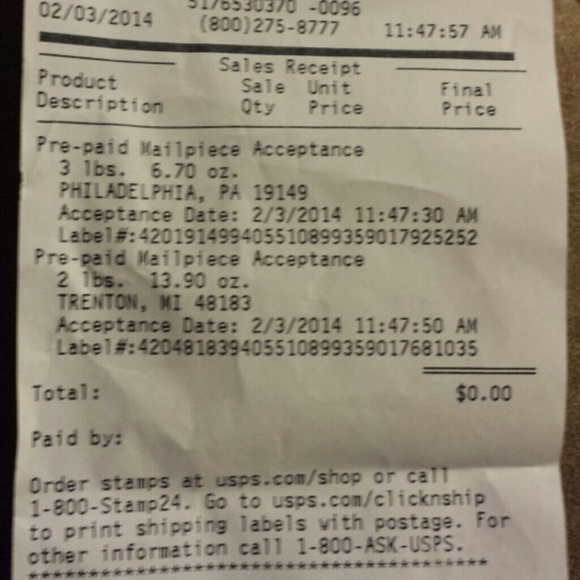 5176530370 -0096
02/03/2014 (800)275-8777 11:47:57 AM
Sales Receipt
Product Sale Unit Final
Description Qty Price Price
Pre-paid Mailpiece Acceptance
3 lbs. 6.70 oz.
PHILADELPHIA, PA 19149
Acceptance Date: 2/3/2014 11:47:30 AM
Label#:420191499405510899359017925252
Pre-paid Mailpiece Acceptance
2 lbs. 13.90 oz.
TRENTON, MI 48183
Acceptance Date: 2/3/2014 11:47:50 AM
Label#:420481839405510899359017681035
Total: $0.00
Paid by:
Order stamps at usps.com/shop or call
1-800-Stamp24. Go to usps.com/clicknship
to print shipping labels with postage. For
other information call 1-800-ASK-USPS.
****************************************